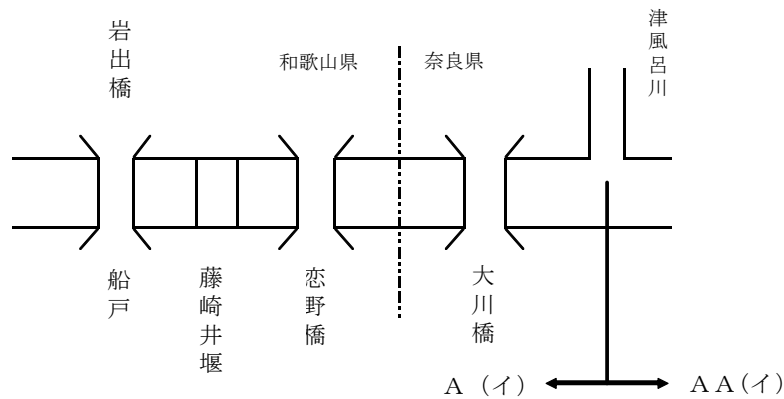 岩出橋
和歌山県
奈良県
津風呂川
船戸
藤崎井堰
恋野橋
大川橋
A (イ)
AA(イ)